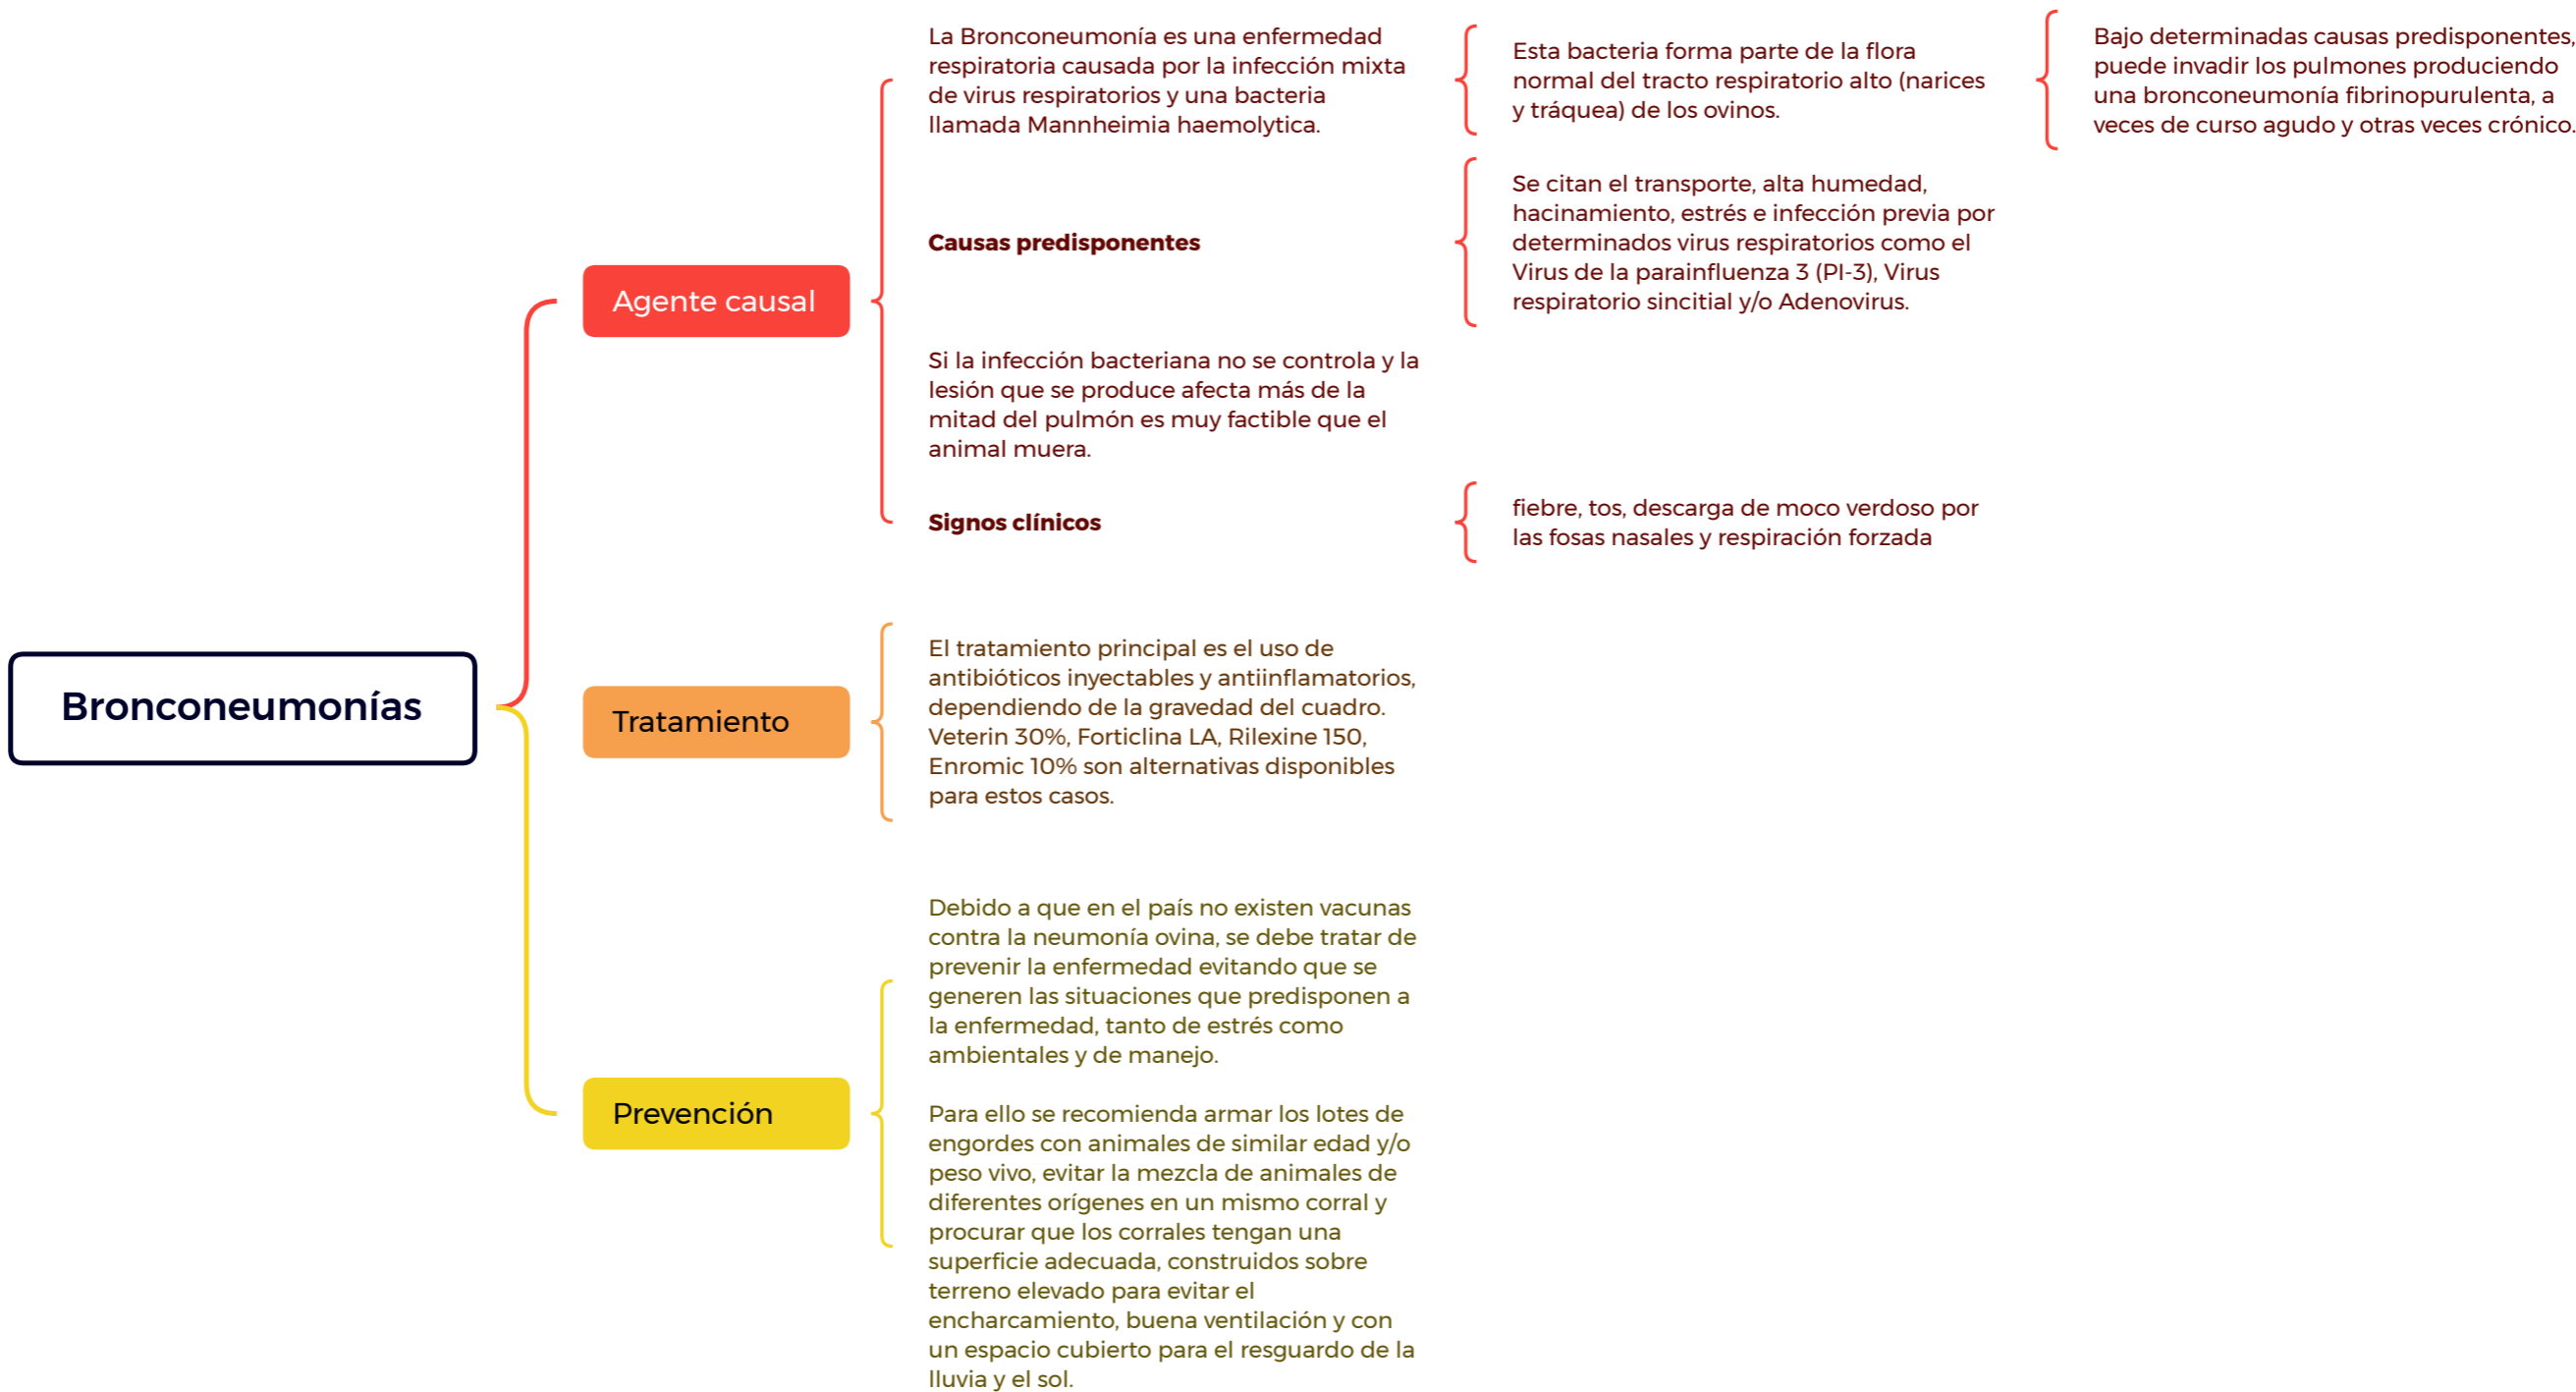 Bronconeumonías
Agente causal
La Bronconeumonía es una enfermedad
respiratoria causada por la infección mixta
de virus respiratorios y una bacteria
llamada Mannheimia haemolytica.
Esta bacteria forma parte de la flora
normal del tracto respiratorio alto (narices
y tráquea) de los ovinos.
Bajo determinadas causas predisponentes,
puede invadir los pulmones produciendo
una bronconeumonía fibrinopurulenta, a
veces de curso agudo y otras veces crónico.
Causas predisponentes
Se citan el transporte, alta humedad,
hacinamiento, estrés e infección previa por
determinados virus respiratorios como el
Virus de la parainfluenza 3 (PI-3), Virus
respiratorio sincitial y/o Adenovirus.
Si la infección bacteriana no se controla y la
lesión que se produce afecta más de la
mitad del pulmón es muy factible que el
animal muera.
Signos clínicos
fiebre, tos, descarga de moco verdoso por
las fosas nasales y respiración forzada
Tratamiento
El tratamiento principal es el uso de
antibióticos inyectables y antiinflamatorios,
dependiendo de la gravedad del cuadro.
Veterin 30%, Forticlina LA, Rilexine 150,
Enromic 10% son alternativas disponibles
para estos casos.
Prevención
Debido a que en el país no existen vacunas
contra la neumonía ovina, se debe tratar de
prevenir la enfermedad evitando que se
generen las situaciones que predisponen a
la enfermedad, tanto de estrés como
ambientales y de manejo.
Para ello se recomienda armar los lotes de
engordes con animales de similar edad y/o
peso vivo, evitar la mezcla de animales de
diferentes orígenes en un mismo corral y
procurar que los corrales tengan una
superficie adecuada, construidos sobre
terreno elevado para evitar el
encharcamiento, buena ventilación y con
un espacio cubierto para el resguardo de la
lluvia y el sol.